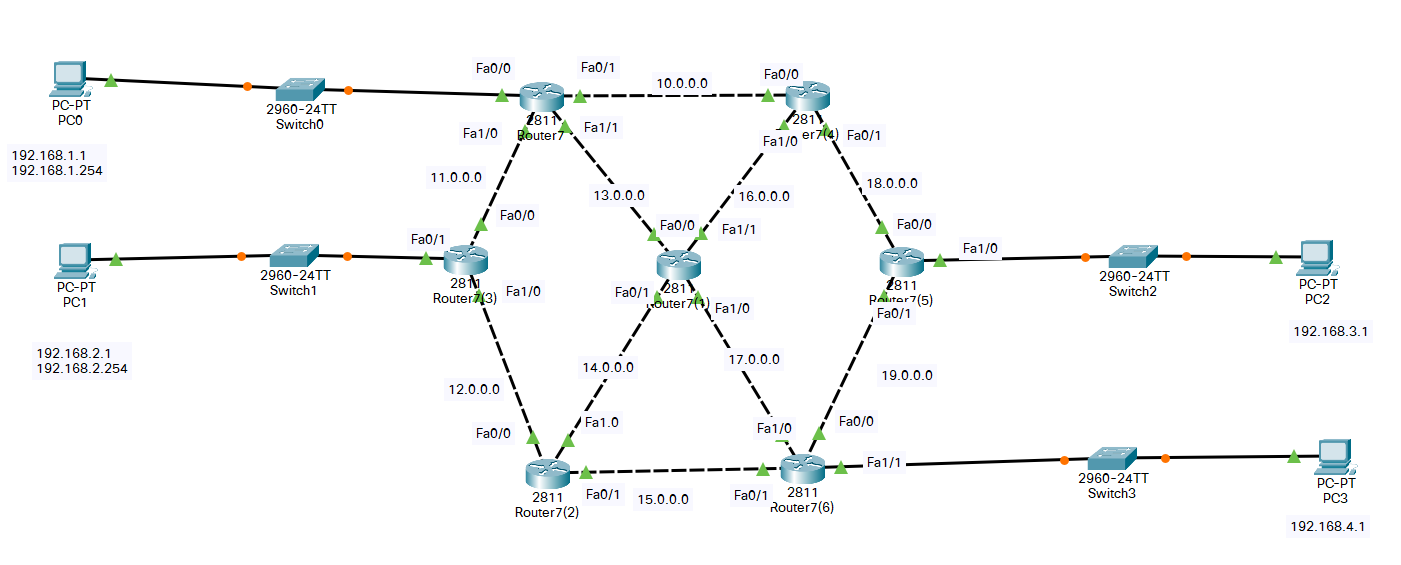 Fa0/0
Fa0/1
10.0.0.0
Fa0/0
PC-PT
PC0
2960-24TT
Switch0
2811
Router7
Fa1/0
Fa1/1
Fa1/0
Fa0/1
192.168.1.1
192.168.1.254
11.0.0.0
13.0.0.0
16.0.0.0
18.0.0.0
Fa0/0
Fa0/0
Fa1/1
Fa0/0
Fa0/1
Fa1/0
PC-PT
PC1
2960-24TT
Switch1
Router7(3)
Fa1/0
Fa0/1
Fa1/0
2811
Router7(5)
Fa0/1
2960-24TT
Switch2
PC-PT
PC2
192.168.3.1
192.168.2.1
192.168.2.254
12.0.0.0
14.0.0.0
17.0.0.0
19.0.0.0
Fa0/0
Fa1.0
Fa1/0
Fa0/0
Fa1/1
2811
Router7(2)
Fa0/1
15.0.0.0
Fa0/1
2811
Router7(6)
2960-24TT
Switch3
PC-PT
PC3
192.168.4.1